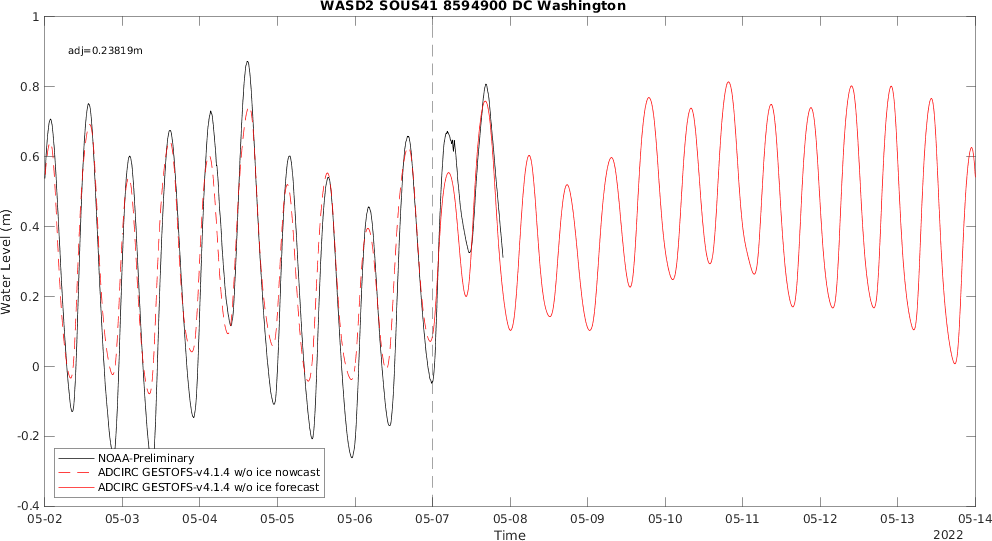 WASD2 SOUS41 8594900 DC Washington
adj=0.23819m
Water Level (m)
1
0.8
0.6
0.4
0.2
0
-0.2
-0.4
NOAA-Preliminary
ADCIRC GESTOFS-v4.1.4 w/o ice nowcast
ADCIRC GESTOFS-v4.1.4 w/o ice forecast
05-02 05-03 05-04 05-05 05-06 05-07 05-08 05-09 05-10 05-11 05-12 05-13 05-14
Time
2022